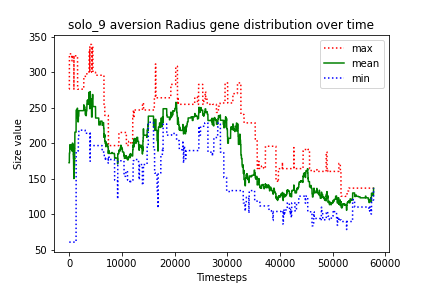 solo_9 aversion Radius gene distribution over time
350
300
250
200
150
100
50
Size value
max
mean
min
0 10000 20000 30000 40000 50000 60000
Timesteps